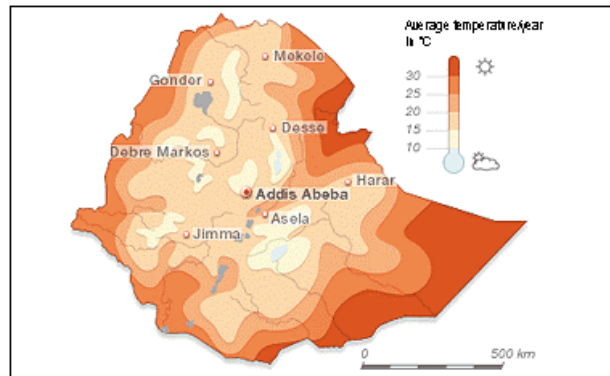 Average temperature/year
in °C
30
25
20
15
10
Mekele
Gonder
Desse
Debre Markos
Harar
Addis Abeba
Asela
Jimma
0
500 km